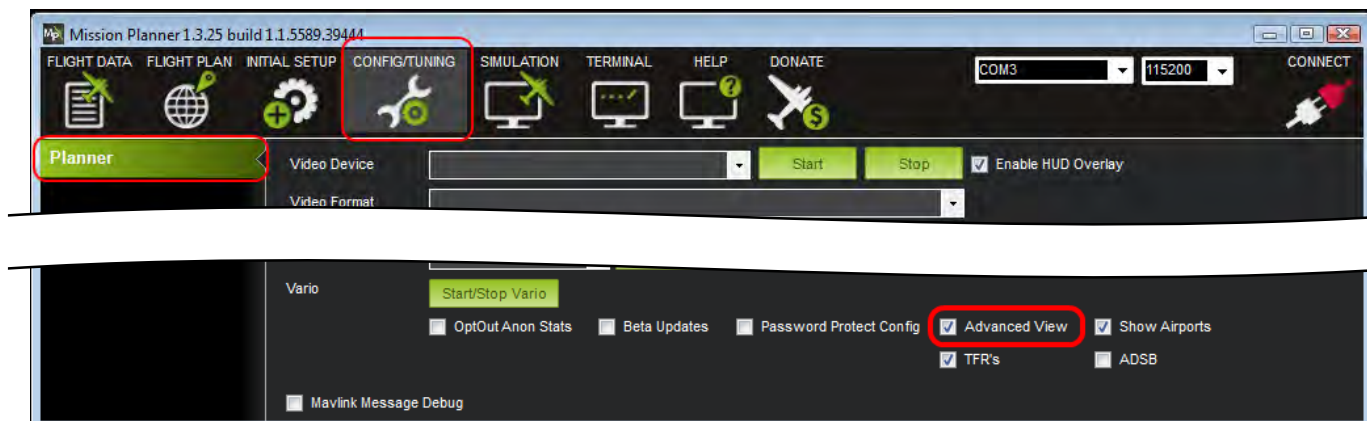 Mission Planner 1.3.25 build 1.1.5589.39444
FLIGHT DATA FLIGHT PLAN INITIAL SETUP CONFIG/TUNING SIMULATION TERMINAL HELP DONATE COM3 115200 CONNECT
Planner
Video Device Start Stop Enable HUD Overlay
Video Format
Vario Start/Stop Vario
OptOut Anon Stats Beta Updates Password Protect Config Advanced View Show Airports
TFR's ADSB
Mavlink Message Debug